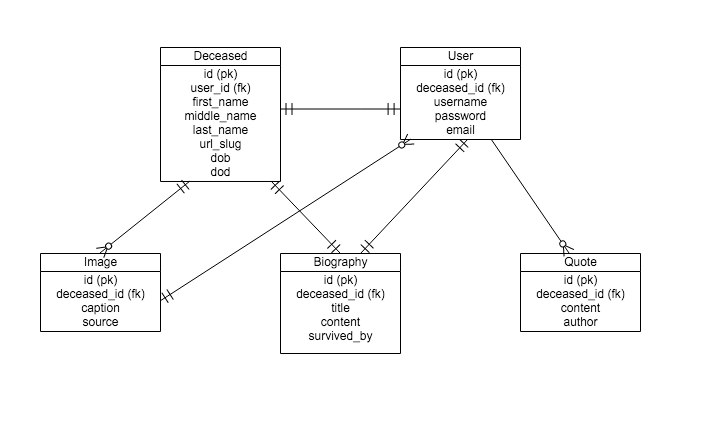 Deceased
id (pk)
user_id (fk)
first_name
middle_name
last_name
url_slug
dob
dod
User
id (pk)
deceased_id (fk)
username
password
email
Image
id (pk)
deceased_id (fk)
caption
source
Biography
id (pk)
deceased_id (fk)
title
content
survived_by
Quote
id (pk)
deceased_id (fk)
content
author